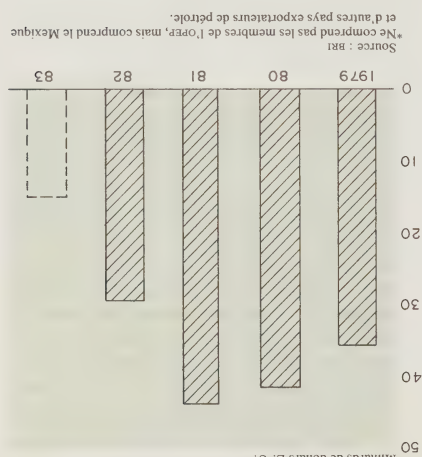 Milliards de dollars É.-U.
50
40
30
20
10
0
1979 80 81 82 83
Source : BRI
*Ne comprend pas les membres de l'OPEP, mais comprend le Mexique
et d'autres pays exportateurs de pétrole.